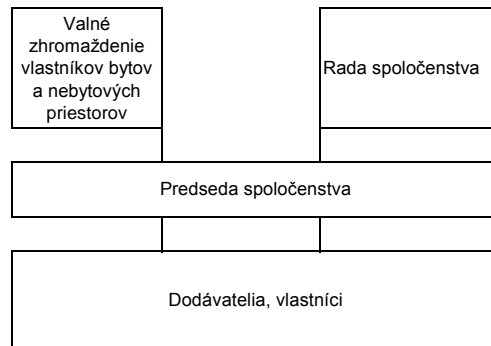 Valné
zhromaždenie
vlastníkov bytov
a nebytových
priestorov
Rada spoločenstva
Predseda spoločenstva
Dodávatelia, vlastníci